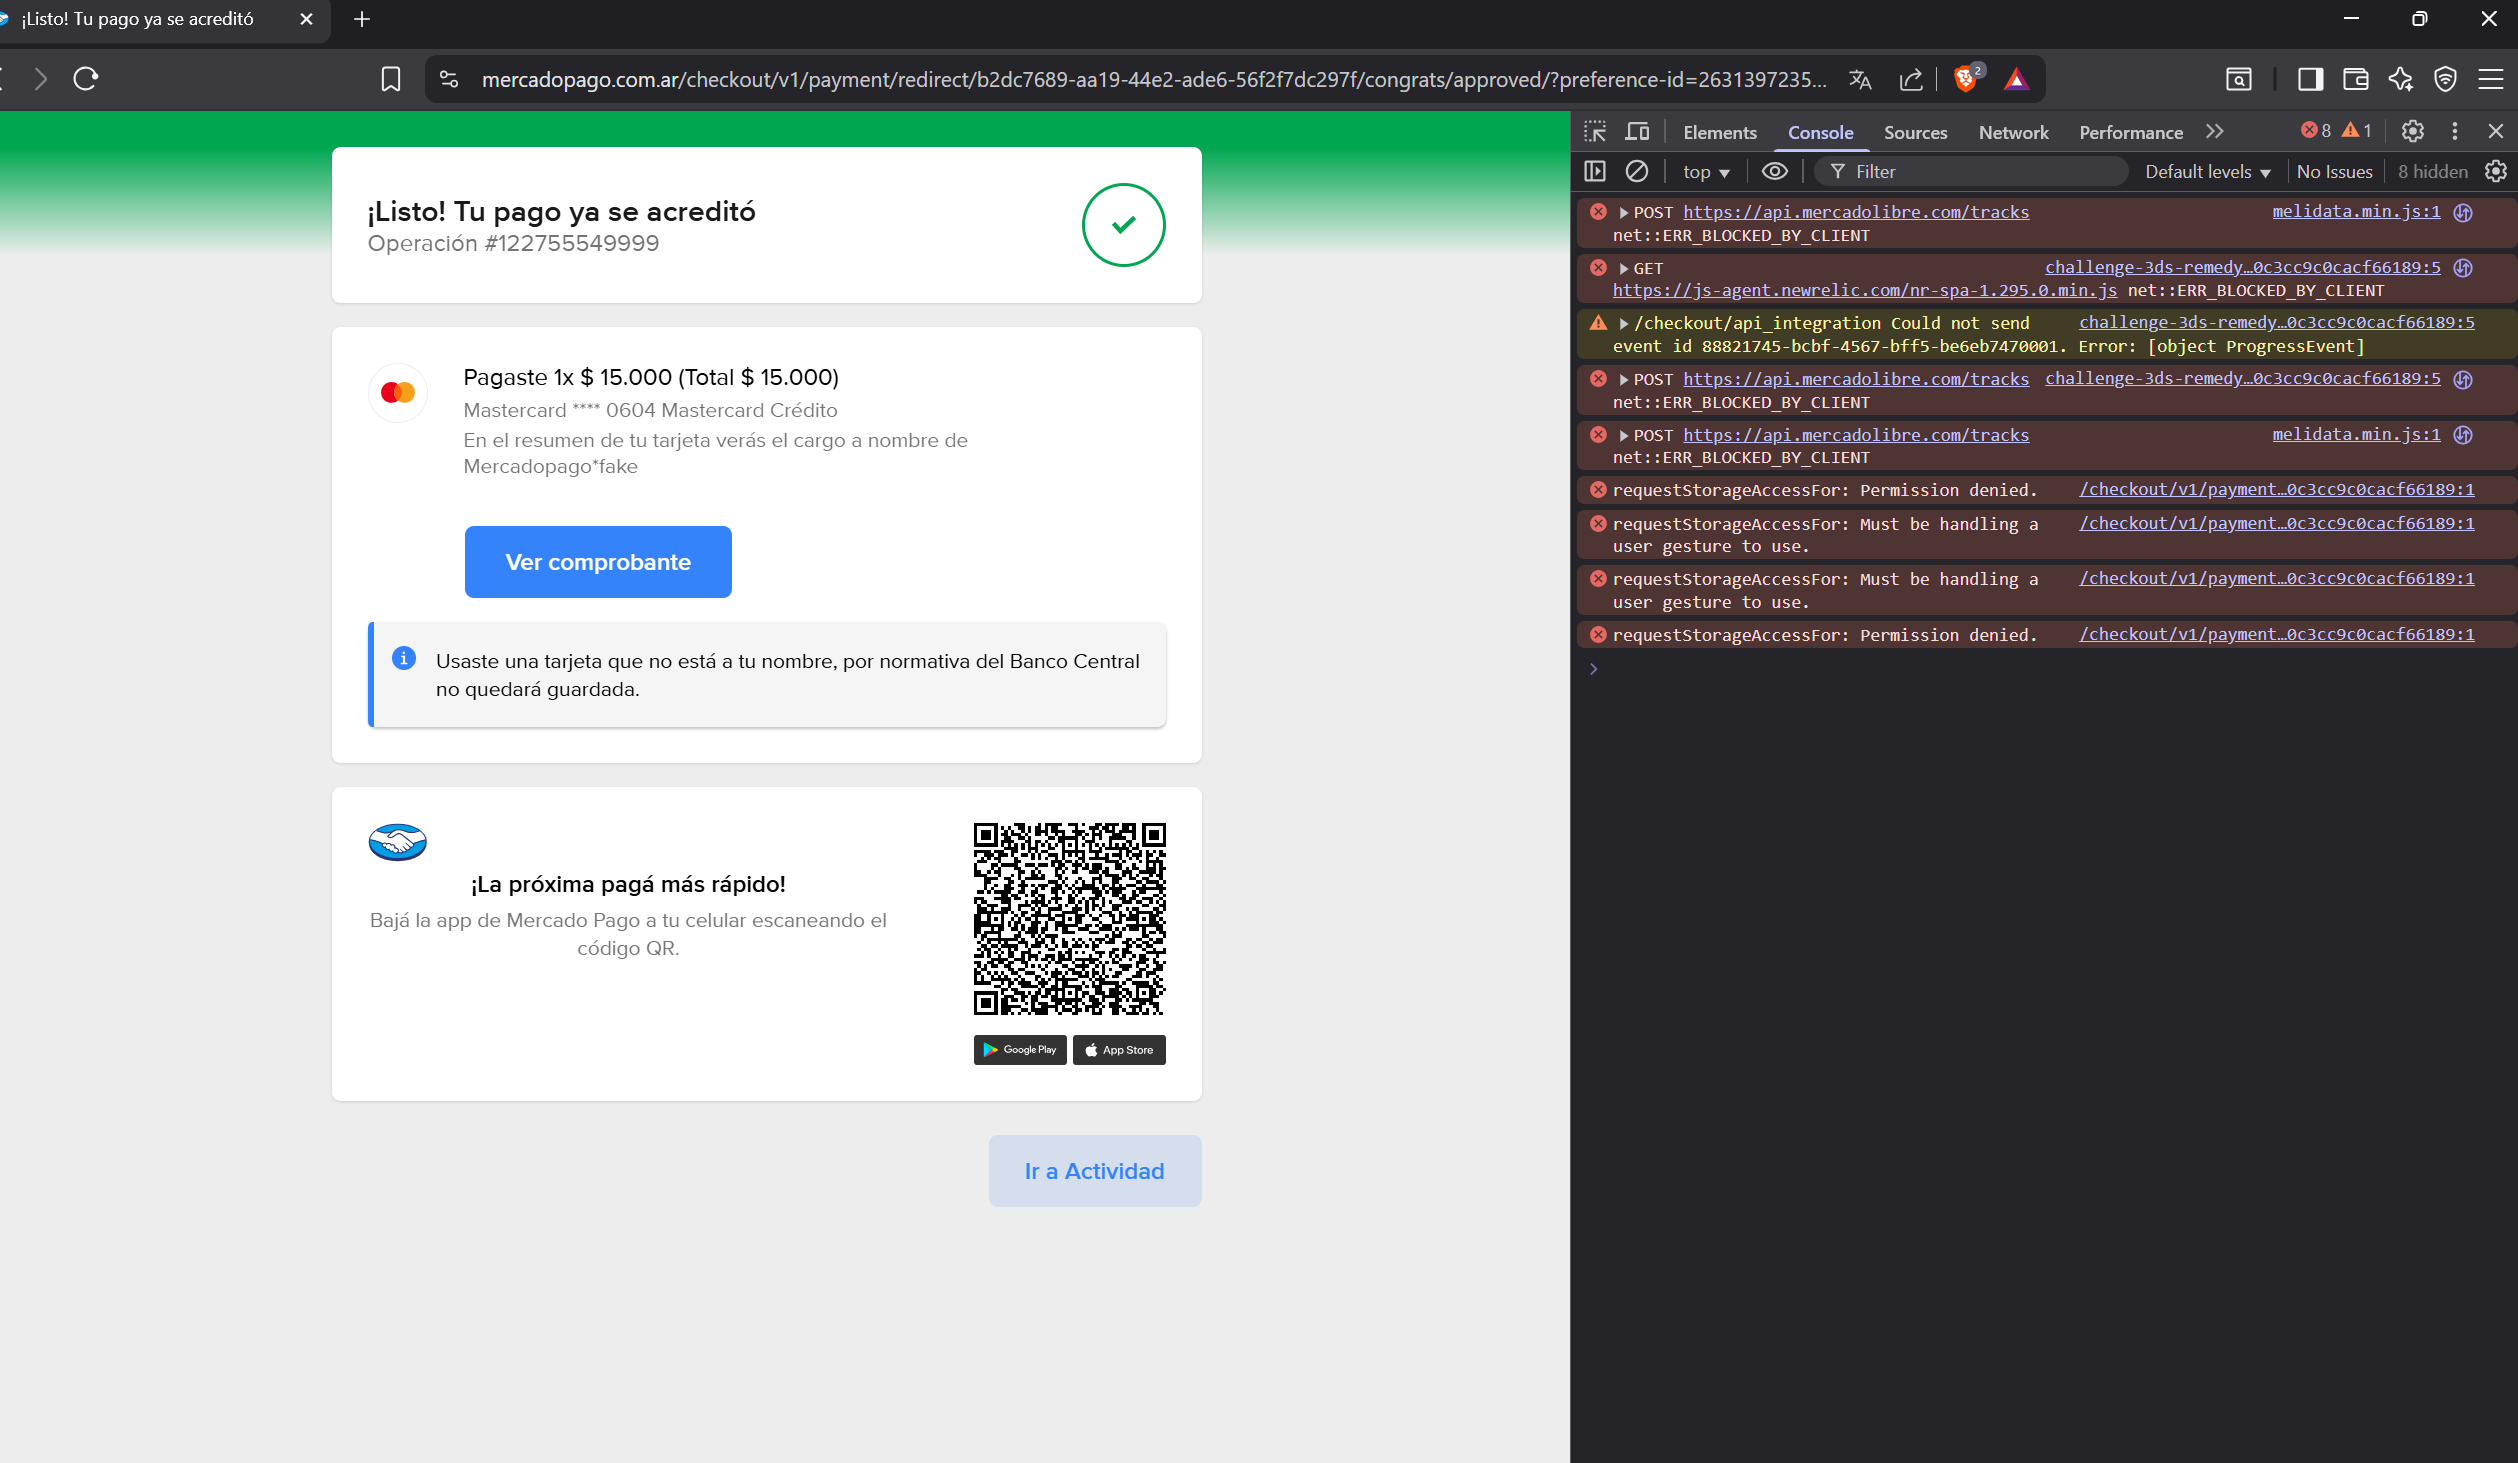 ¡Listo! Tu pago ya se acreditó
mercadopago.com.ar/checkout/v1/payment/redirect/b2dc7689-aa19-44e2-ade6-56f2f7dc297f/congrats/approved/?preference-id=2631397235...
2
¡Listo! Tu pago ya se acreditó
Operación #122755549999
Pagaste 1x $ 15.000 (Total $ 15.000)
Mastercard **** 0604 Mastercard Crédito
En el resumen de tu tarjeta verás el cargo a nombre de
Mercadopago*fake
Ver comprobante
Usaste una tarjeta que no está a tu nombre, por normativa del Banco Central
no quedará guardada.
¡La próxima pagá más rápido!
Bajá la app de Mercado Pago a tu celular escaneando el
código QR.
Google Play App Store
Ir a Actividad
Elements Console Sources Network Performance 8 1
top Filter Default levels No Issues 8 hidden
POST https://api.mercadolibre.com/tracks melidata.min.js:1
net::ERR_BLOCKED_BY_CLIENT
GET challenge-3ds-remedy…0c3cc9c0cacf66189:5
https://js-agent.newrelic.com/nr-spa-1.295.0.min.js net::ERR_BLOCKED_BY_CLIENT
/checkout/api_integration Could not send challenge-3ds-remedy…0c3cc9c0cacf66189:5
event id 88821745-bcbf-4567-bff5-be6eb7470001. Error: [object ProgressEvent]
POST https://api.mercadolibre.com/tracks challenge-3ds-remedy…0c3cc9c0cacf66189:5
net::ERR_BLOCKED_BY_CLIENT
POST https://api.mercadolibre.com/tracks melidata.min.js:1
net::ERR_BLOCKED_BY_CLIENT
requestStorageAccessFor: Permission denied. /checkout/v1/payment…0c3cc9c0cacf66189:1
requestStorageAccessFor: Must be handling a /checkout/v1/payment…0c3cc9c0cacf66189:1
user gesture to use.
requestStorageAccessFor: Must be handling a /checkout/v1/payment…0c3cc9c0cacf66189:1
user gesture to use.
requestStorageAccessFor: Permission denied. /checkout/v1/payment…0c3cc9c0cacf66189:1